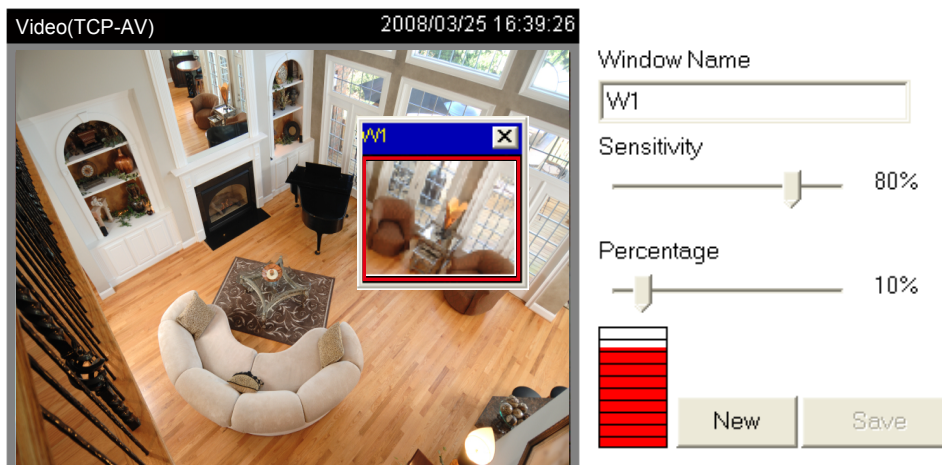 Video(TCP-AV) 2008/03/25 16:39:26
W1
Window Name
W1
Sensitivity
80%
Percentage
10%
New Save